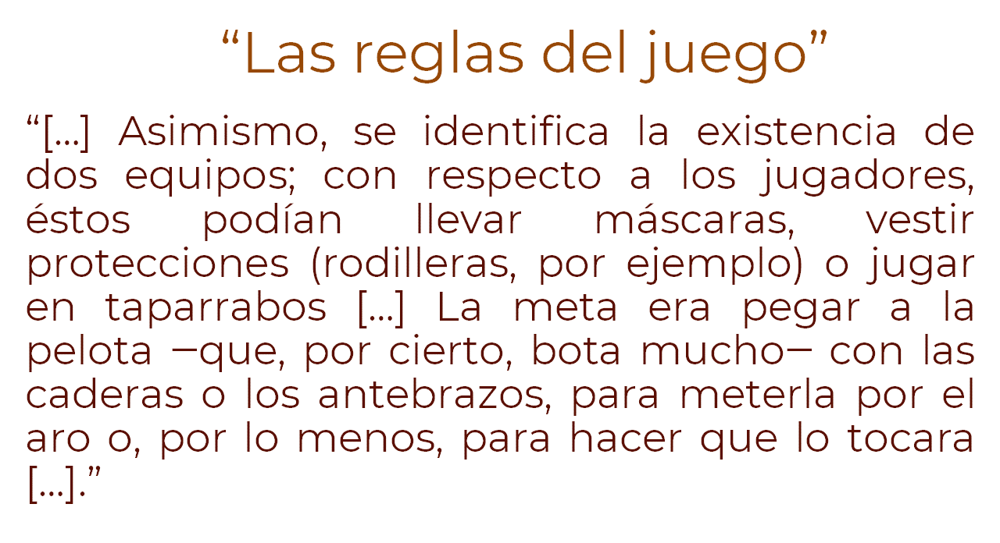 “Las reglas del juego”
“[...] Asimismo, se identifica la existencia de
dos equipos; con respecto a los jugadores,
éstos podían llevar máscaras, vestir
protecciones (rodilleras, por ejemplo) o jugar
en taparrabos [...] La meta era pegar a la
pelota —que, por cierto, bota mucho— con las
caderas o los antebrazos, para meterla por el
aro o, por lo menos, para hacer que lo tocara
[...].”